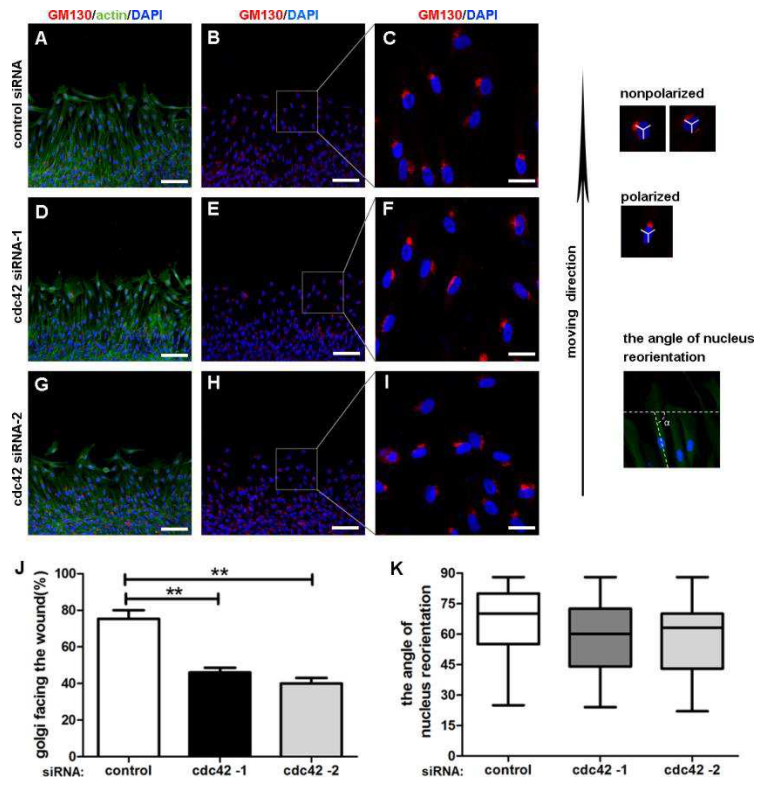 GM130/actin/DAPI
GM130/DAPI
GM130/DAPI
control siRNA
A
B
C
cdc42 siRNA-1
D
E
F
cdc42 siRNA-2
G
H
I
moving direction
nonpolarized
polarized
the angle of nucleus
reorientation
α
J
golgi facing the wound(%)
100
80
60
40
20
0
**
**
siRNA:
control
cdc42 -1
cdc42 -2
K
the angle of
nucleus reorientation
90
75
60
45
30
15
0
siRNA:
control
cdc42 -1
cdc42 -2